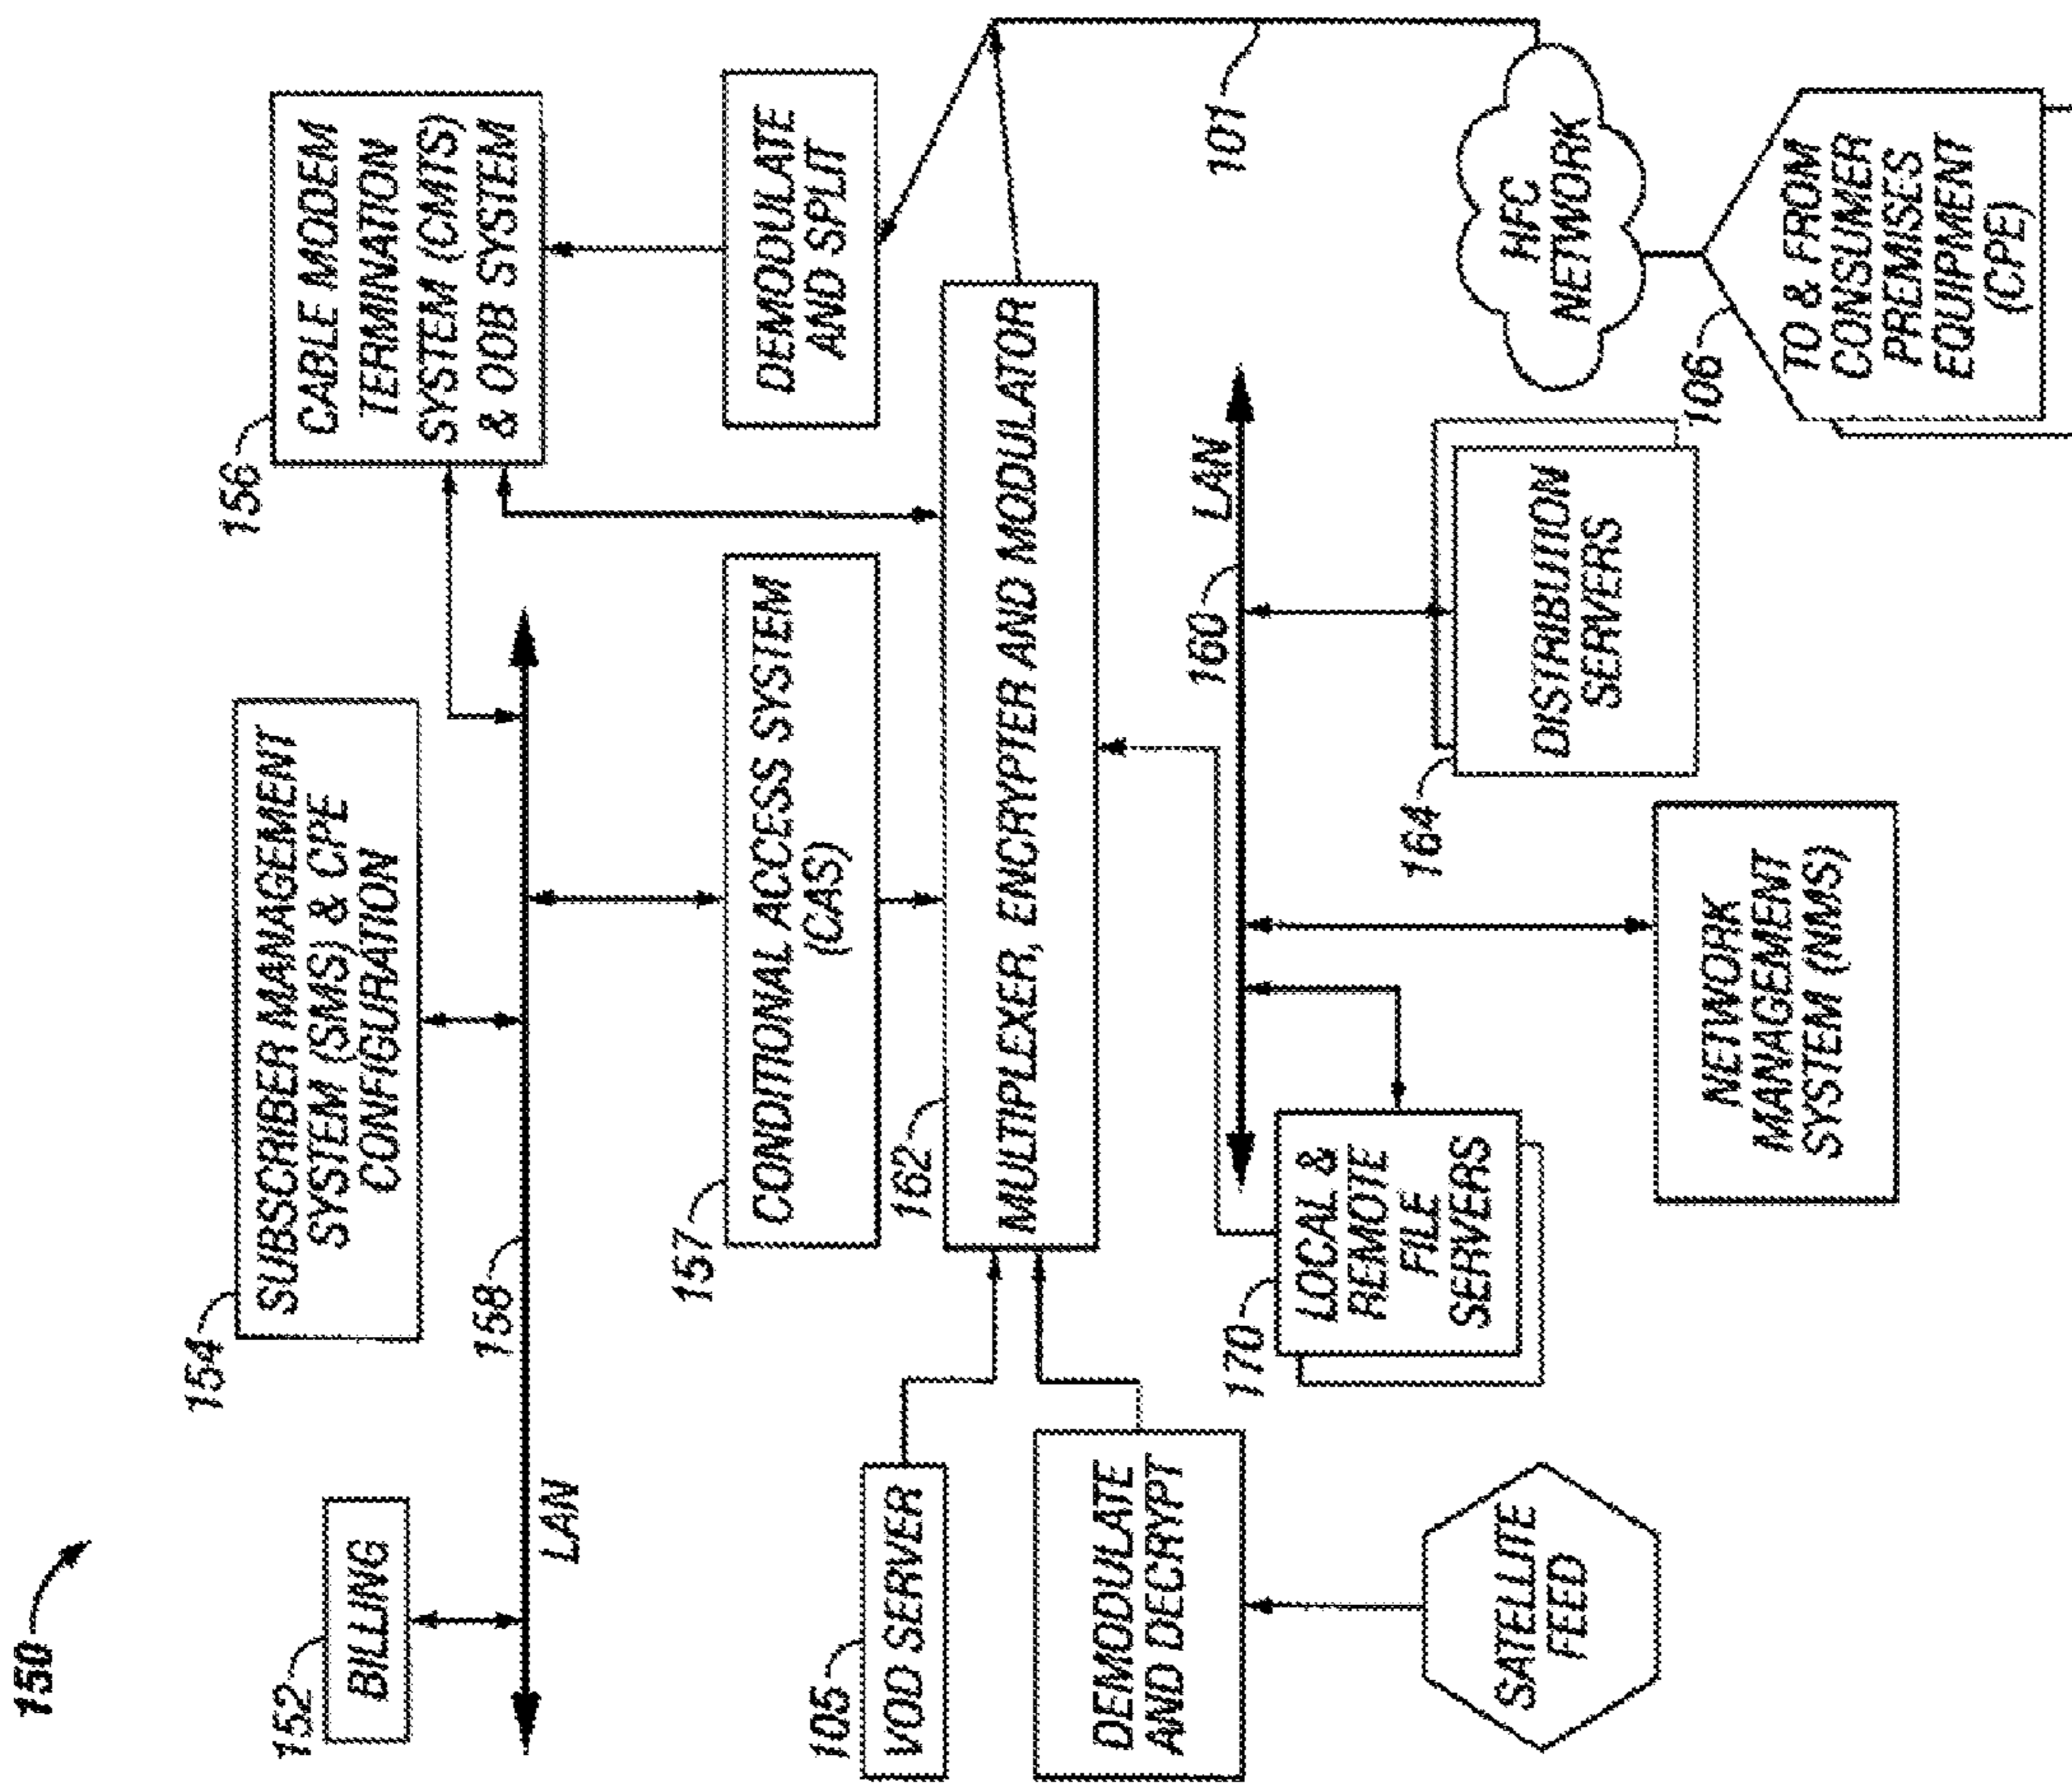 150
152
BILLING
154
SUBSCRIBER MANAGEMENT
SYSTEM (SMS) & CPE
CONFIGURATION
156
CABLE MODEM
TERMINATION
SYSTEM (CMTS)
& OOB SYSTEM
158
LAN
157
CONDITIONAL ACCESS SYSTEM
(CAS)
DEMODULATE
AND SPLIT
105
VOD SERVER
162
MULTIPLEXER, ENCRYPTER AND MODULATOR
DEMODULATE
AND DECRYPT
160
LAN
101
170
LOCAL &
REMOTE
FILE
SERVERS
164
DISTRIBUTION
SERVERS
HFC
NETWORK
SATELLITE
FEED
NETWORK
MANAGEMENT
SYSTEM (NMS)
106
TO & FROM
CONSUMER
PREMISES
EQUIPMENT
(CPE)